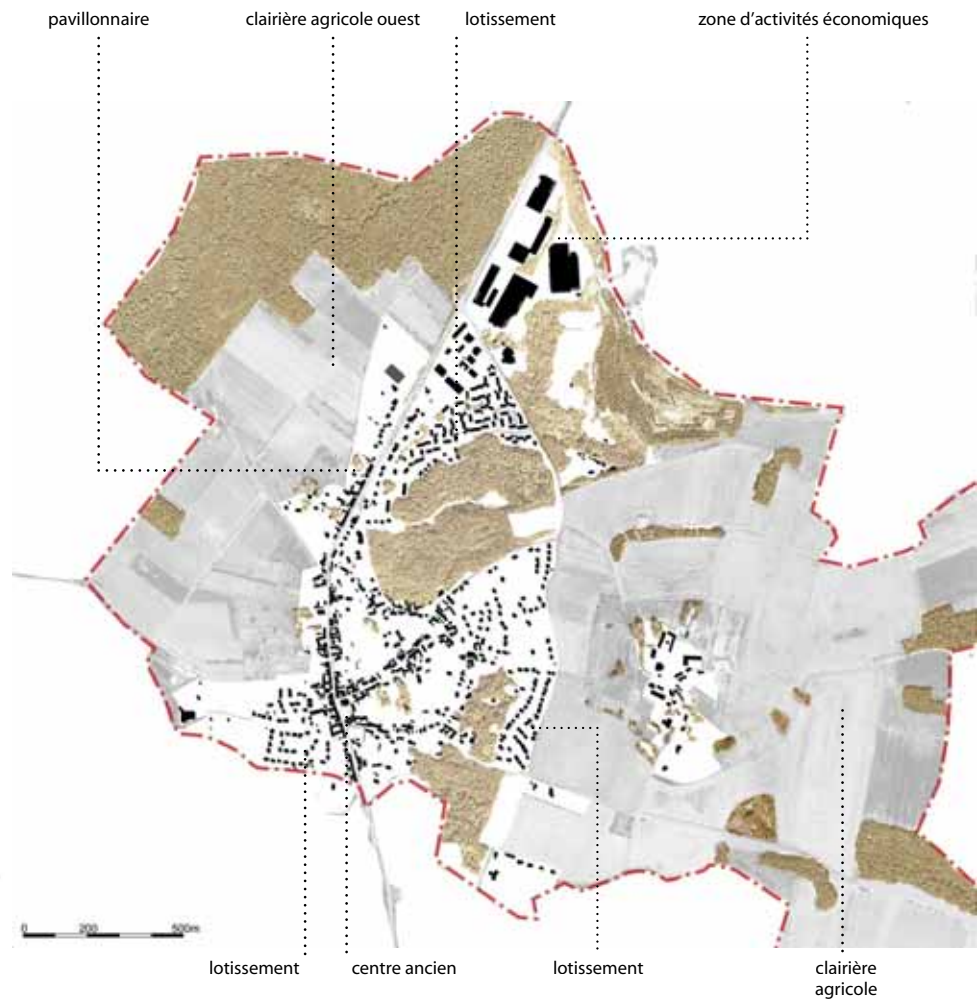 pavillonnaire
clairière agricole ouest
lotissement
zone d'activités économiques
0 200 500m
lotissement
centre ancien
lotissement
clairière
agricole